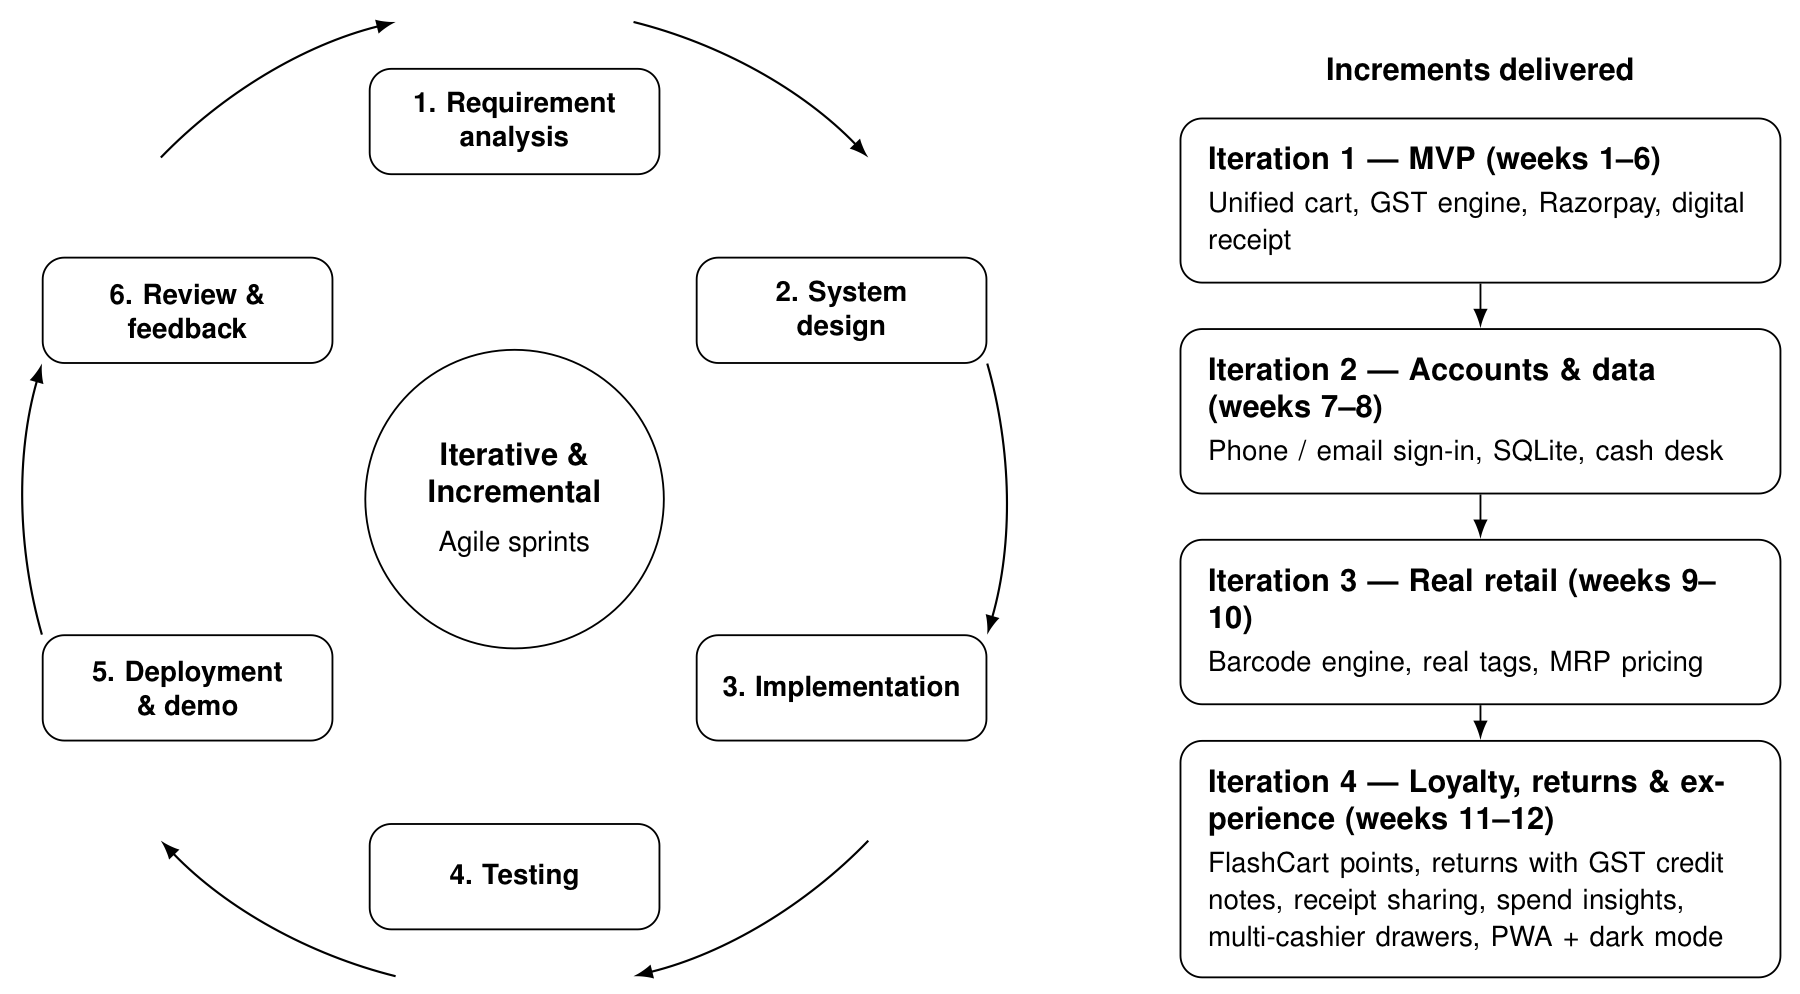 1. Requirement
analysis
2. System
design
3. Implementation
4. Testing
5. Deployment
& demo
6. Review &
feedback
Iterative &
Incremental
Agile sprints
Increments delivered
Iteration 1 — MVP (weeks 1–6)
Unified cart, GST engine, Razorpay, digital
receipt
Iteration 2 — Accounts & data
(weeks 7–8)
Phone / email sign-in, SQLite, cash desk
Iteration 3 — Real retail (weeks 9–
10)
Barcode engine, real tags, MRP pricing
Iteration 4 — Loyalty, returns & ex-
perience (weeks 11–12)
FlashCart points, returns with GST credit
notes, receipt sharing, spend insights,
multi-cashier drawers, PWA + dark mode